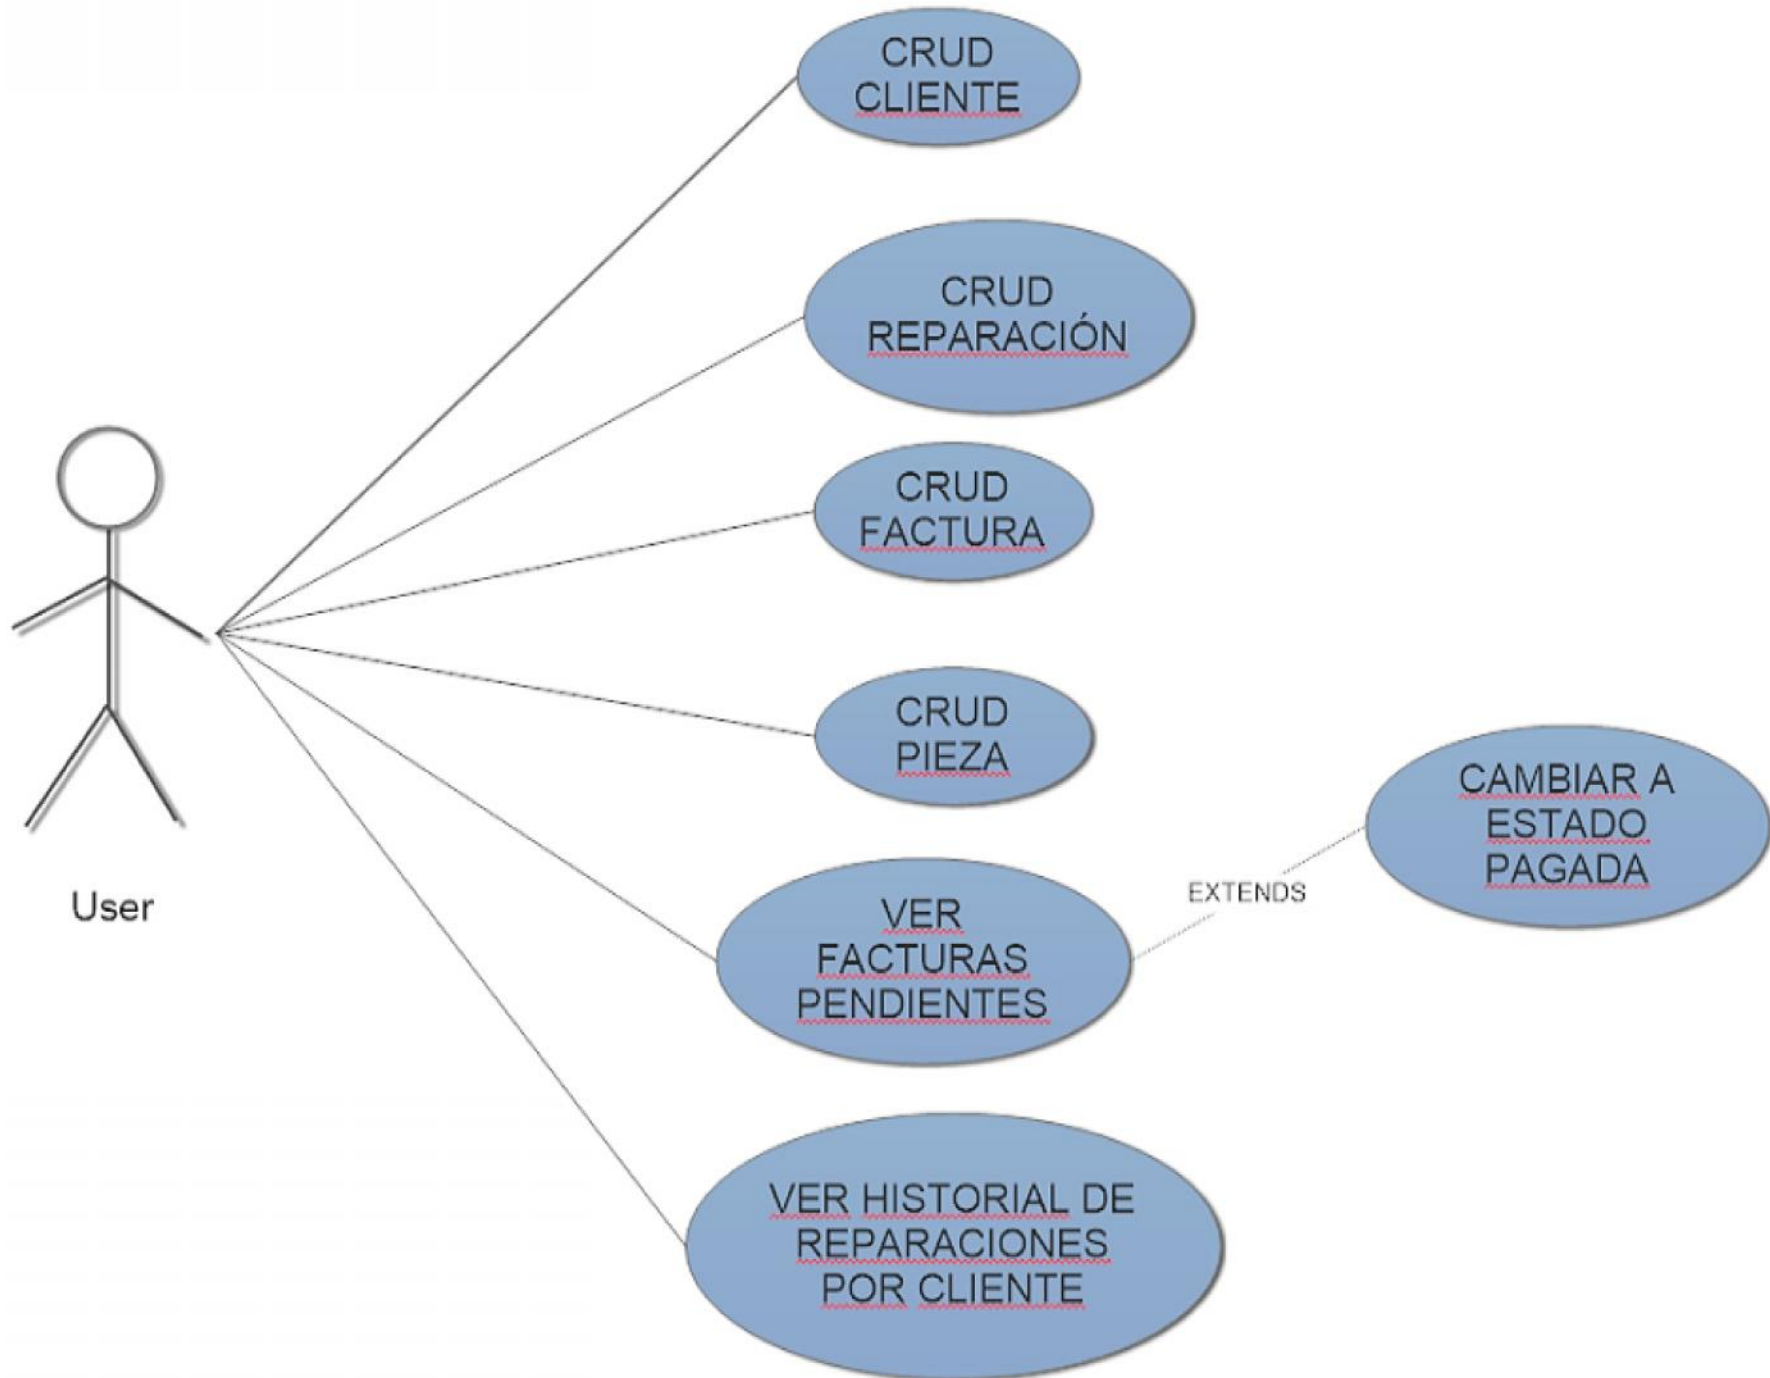 CRUD
CLIENTE
CRUD
REPARACIÓN
CRUD
FACTURA
CRUD
PIEZA
CAMBIAR A
ESTADO
PAGADA
EXTENDS
User
VER
FACTURAS
PENDIENTES
VER HISTORIAL DE
REPARACIONES
POR CLIENTE